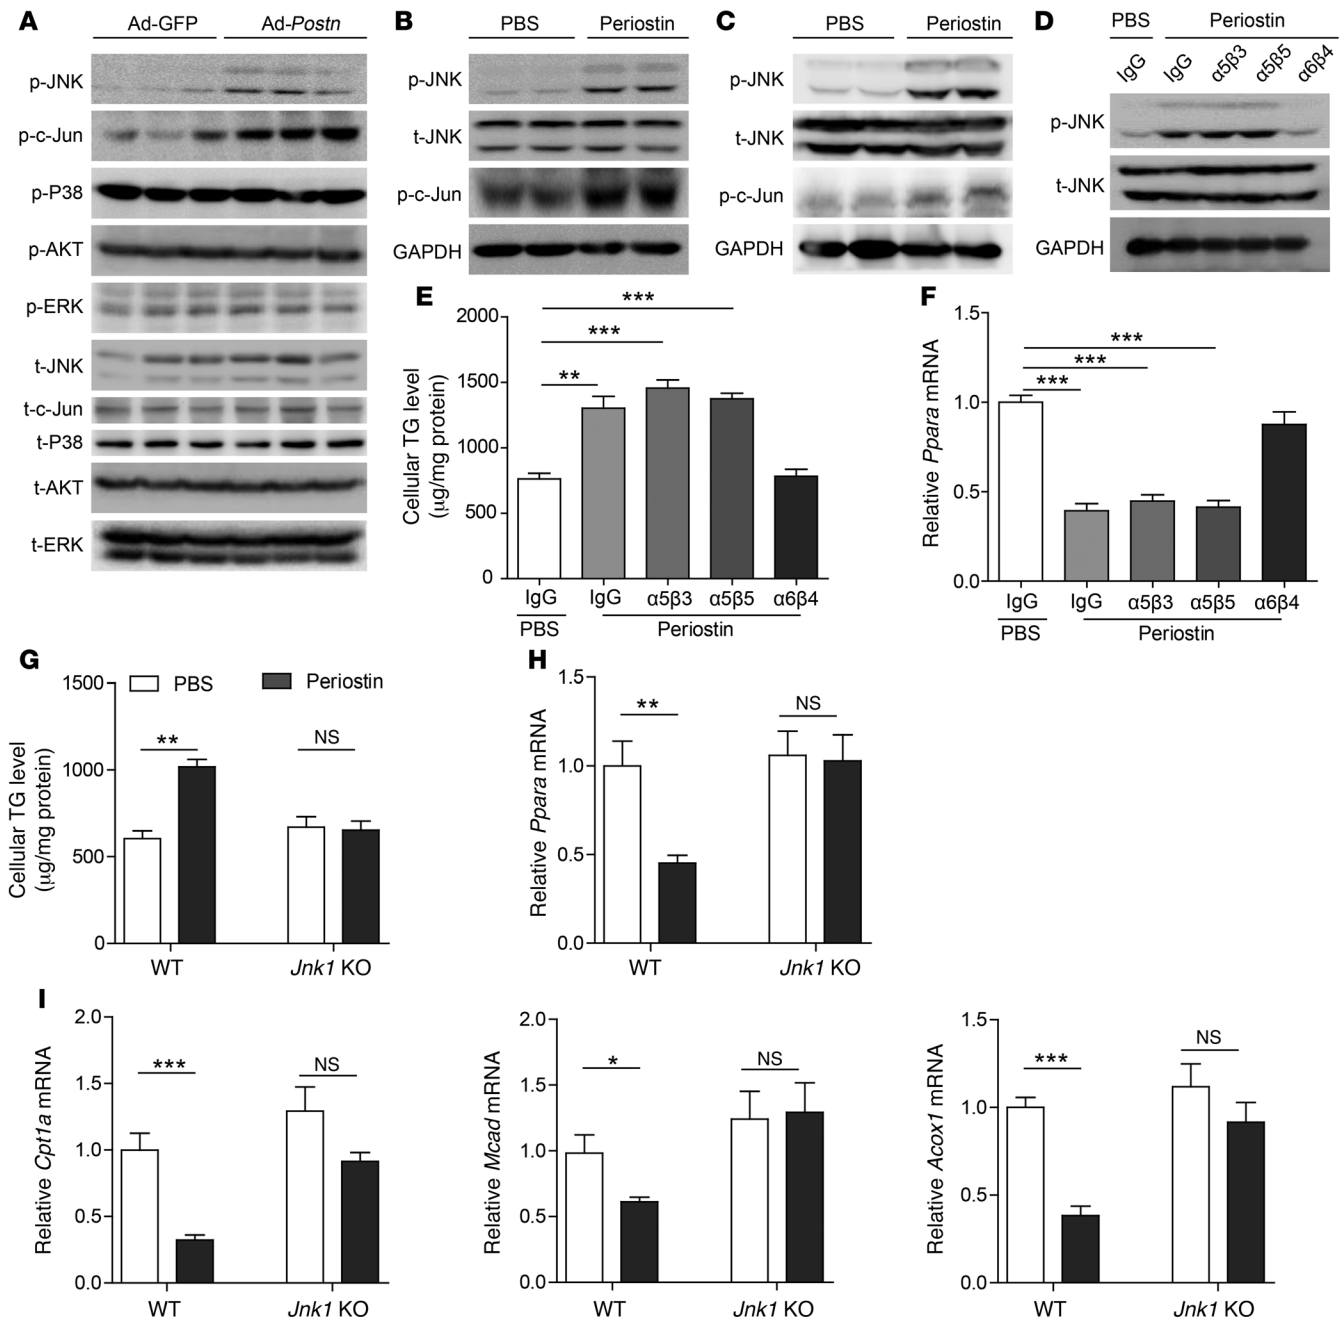 A
Ad-GFP Ad-Postn
p-JNK
p-c-Jun
p-P38
p-AKT
p-ERK
t-JNK
t-c-Jun
t-P38
t-AKT
t-ERK
B
PBS Periostin
p-JNK
t-JNK
p-c-Jun
GAPDH
C
PBS Periostin
p-JNK
t-JNK
p-c-Jun
GAPDH
D
PBS Periostin
IgG IgG α5β3 α5β5 α6β4
p-JNK
t-JNK
GAPDH
E
Cellular TG level
(μg/mg protein)
2000
1500
1000
500
0
***
***
**
IgG IgG α5β3 α5β5 α6β4
PBS Periostin
F
Relative Ppara mRNA
1.5
1.0
0.5
0.0
***
***
***
IgG IgG α5β3 α5β5 α6β4
PBS Periostin
G
PBS Periostin
Cellular TG level
(μg/mg protein)
1500
1000
500
0
** NS
WT Jnk1 KO
H
Relative Ppara mRNA
1.5
1.0
0.5
0.0
** NS
WT Jnk1 KO
I
Relative Cpt1a mRNA
2.0
1.5
1.0
0.5
0.0
*** NS
WT Jnk1 KO
Relative Mcad mRNA
2.0
1.5
1.0
0.5
0.0
* NS
WT Jnk1 KO
Relative Acox1 mRNA
1.5
1.0
0.5
0.0
*** NS
WT Jnk1 KO